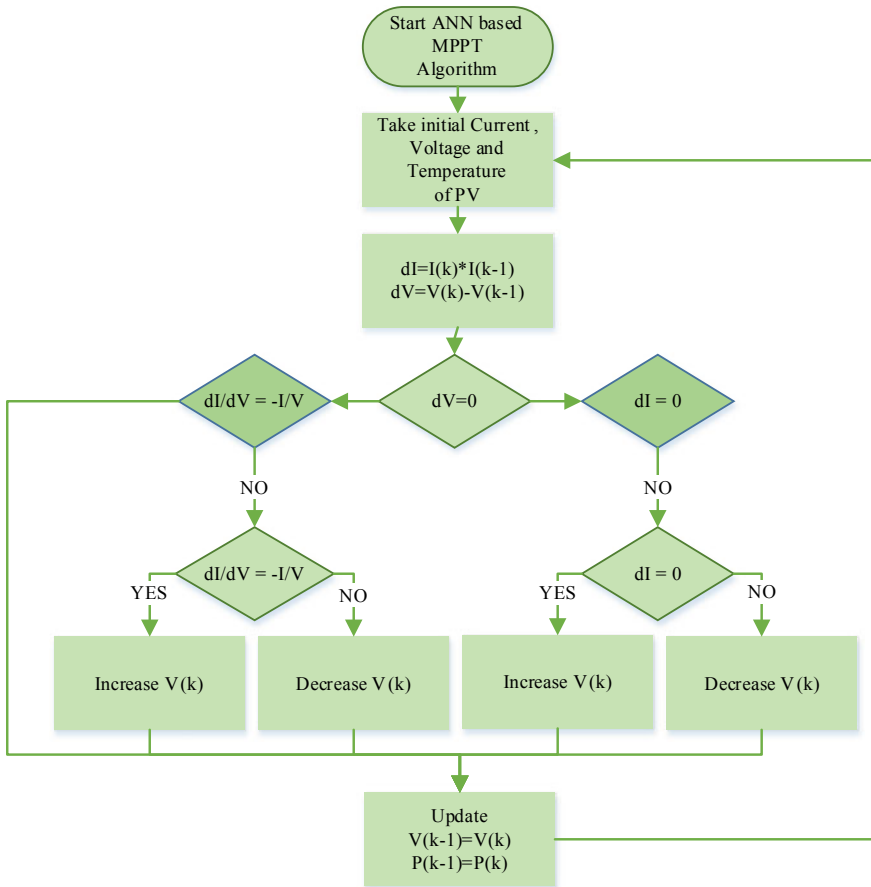 Start ANN based
MPPT
Algorithm
Take initial Current ,
Voltage and
Temperature
of PV
dI=I(k)*I(k-1)
dV=V(k)-V(k-1)
dI/dV = -I/V
dV=0
dI = 0
NO
NO
dI/dV = -I/V
dI = 0
YES
NO
YES
NO
Increase V(k)
Decrease V(k)
Increase V(k)
Decrease V(k)
Update
V(k-1)=V(k)
P(k-1)=P(k)